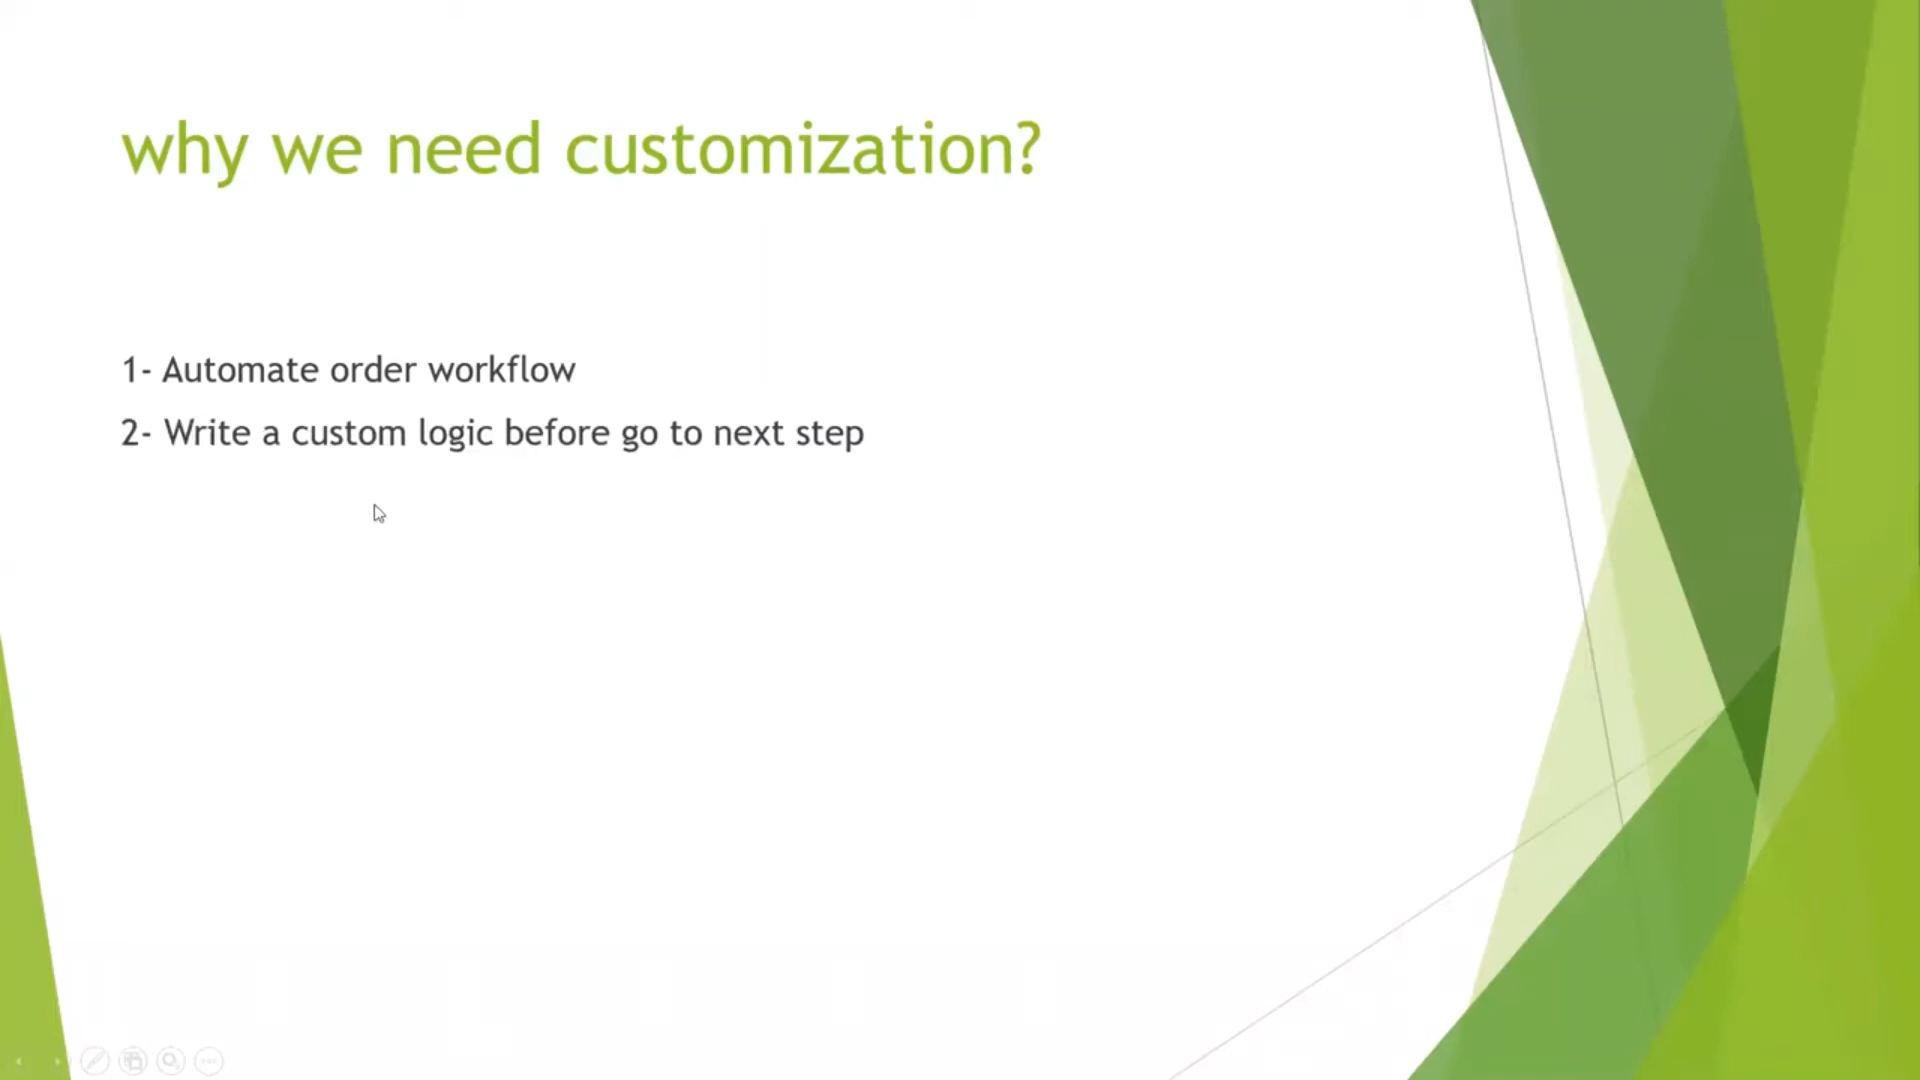 why we need customization?
1- Automate order workflow
2- Write a custom logic before go to next step